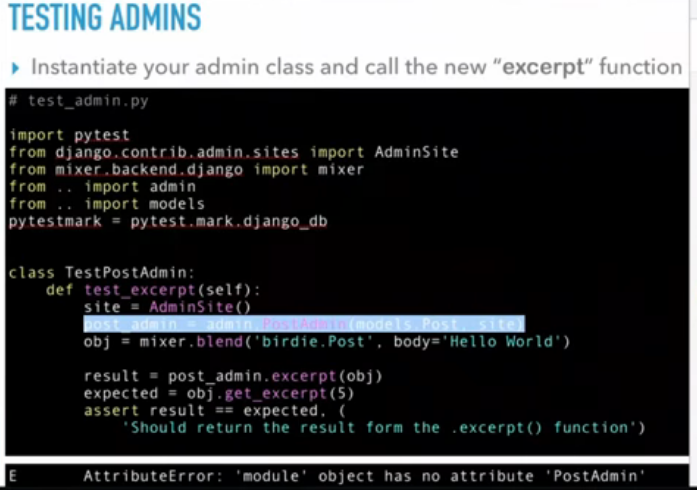 TESTING ADMINS
▸ Instantiate your admin class and call the new “excerpt” function
# test_admin.py
import pytest
from django.contrib.admin.sites import AdminSite
from mixer.backend.django import mixer
from .. import admin
from .. import models
pytestmark = pytest.mark.django_db
class TestPostAdmin:
def test_excerpt(self):
site = AdminSite()
post_admin = admin.PostAdmin(models.Post, site)
obj = mixer.blend('birdie.Post', body='Hello World')
result = post_admin.excerpt(obj)
expected = obj.get_excerpt(5)
assert result == expected, (
'Should return the result form the .excerpt() function')
E AttributeError: 'module' object has no attribute 'PostAdmin'